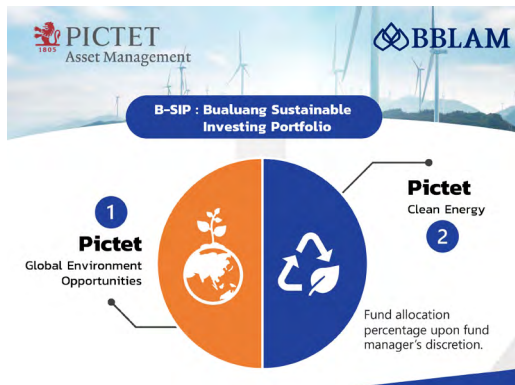 PICTET
1805
Asset Management
BBLAM
B-SIP : Bualuang Sustainable
Investing Portfolio
1
Pictet
Global Environment
Opportunities
Pictet
Clean Energy
2
Fund allocation
percentage upon fund
manager's discretion.